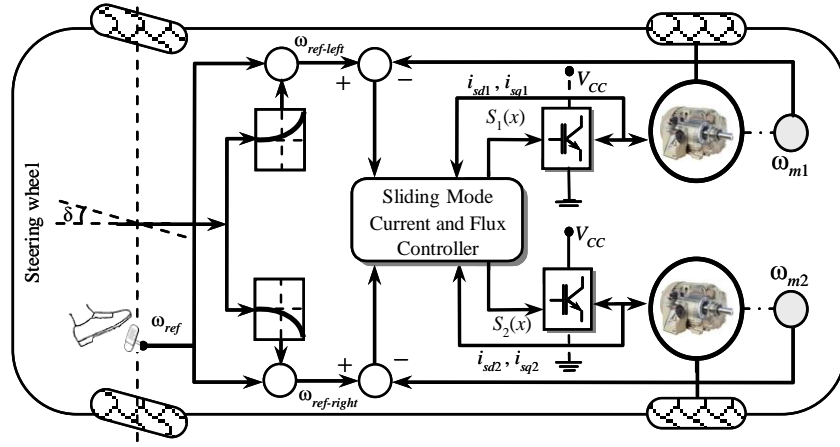 ω_ref-left
+
−
i_sd1, i_sq1
V_CC
S_1(x)
ω_m1
Steering wheel
δ
Sliding Mode
Current and Flux
Controller
V_CC
ω_m2
ω_ref
S_2(x)
+
−
i_sd2, i_sq2
ω_ref-right